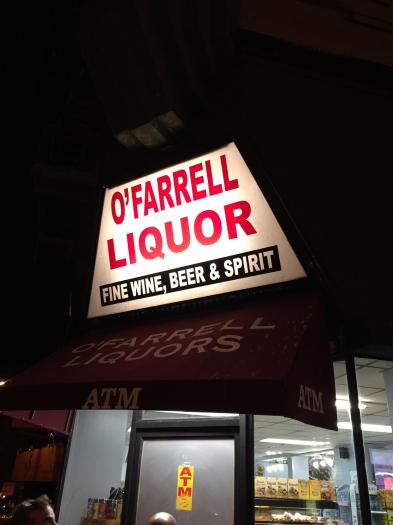 O'FARRELL
LIQUOR
FINE WINE, BEER & SPIRIT
O'FARRELL
LIQUORS
ATM
ATM
ATM